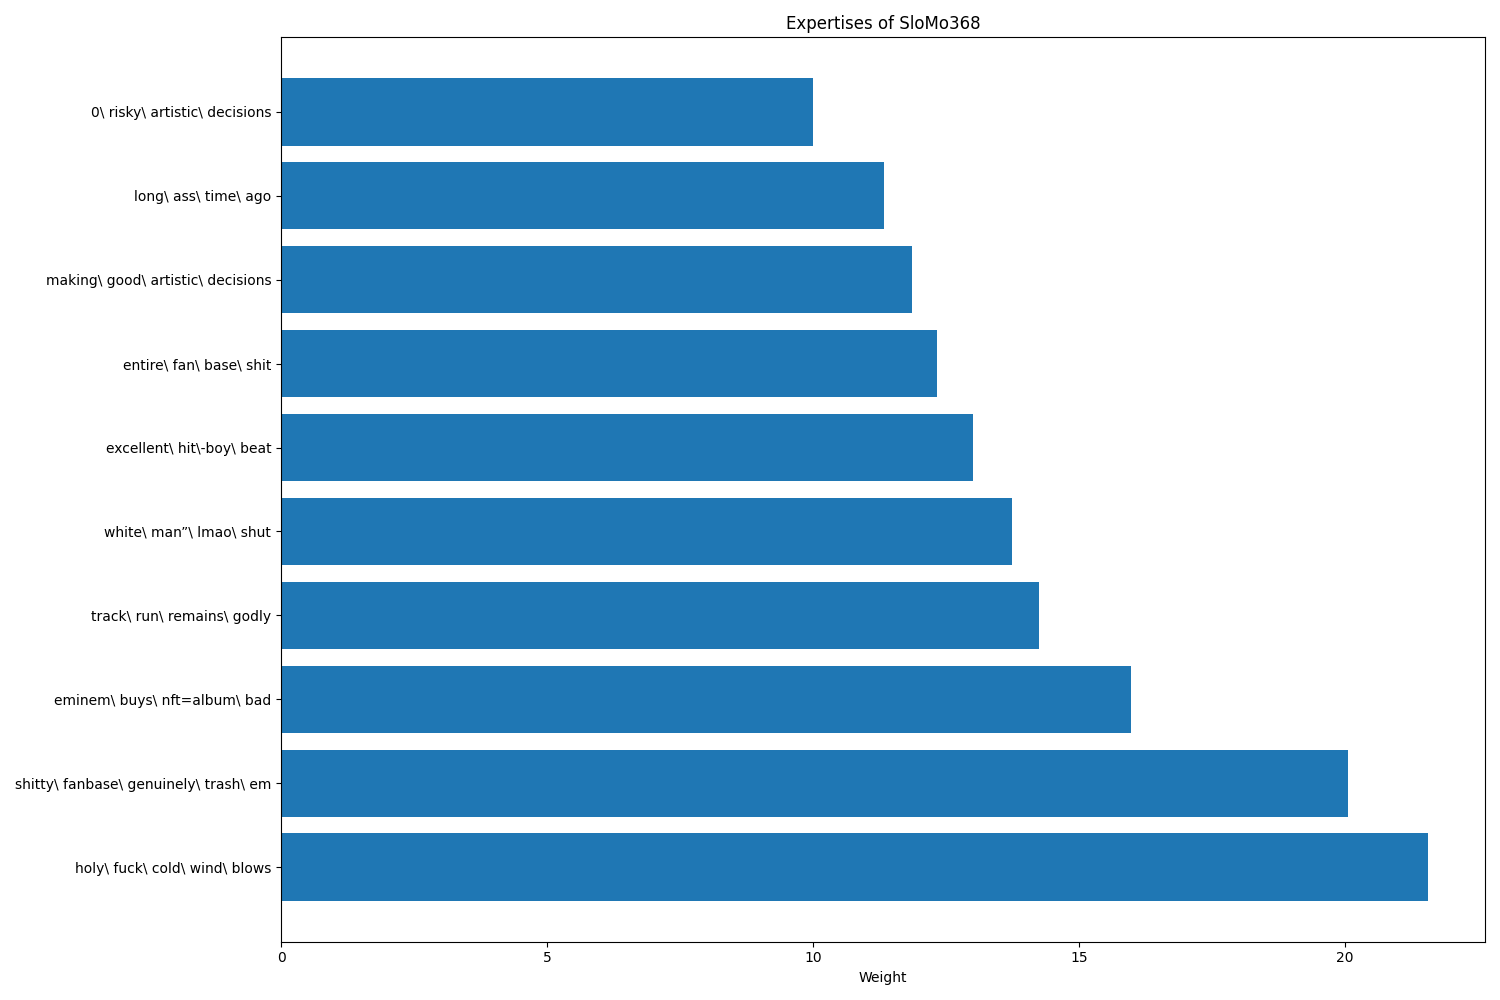 Expertises of SloMo368
0\ risky\ artistic\ decisions
long\ ass\ time\ ago
making\ good\ artistic\ decisions
entire\ fan\ base\ shit
excellent\ hit\-boy\ beat
white\ man”\ lmao\ shut
track\ run\ remains\ godly
eminem\ buys\ nft=album\ bad
shitty\ fanbase\ genuinely\ trash\ em
holy\ fuck\ cold\ wind\ blows
0 5 10 15 20
Weight